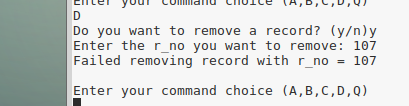 Enter your command choice (A,B,C,D,Q)
D
Do you want to remove a record? (y/n)y
Enter the r_no you want to remove: 107
Failed removing record with r_no = 107
Enter your command choice (A,B,C,D,Q)